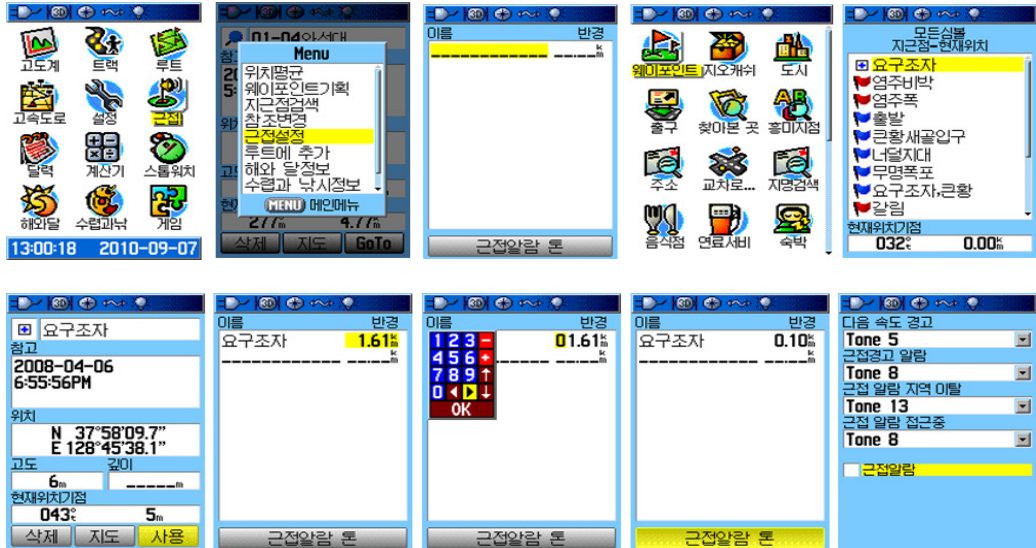 3D
고도계 트랙 루트
고속도로 설정 근접
달력 계산기 스톱워치
해와달 수렵과낚 게임
13:00:18 2010-09-07
3D
01-04
Menu
위치평균
웨이포인트기획
지근점검색
참조변경
근접설정
루트에 추가
해와 달정보
수렵과 낚시정보
MENU 메인메뉴
277m 4.77m
삭제 지도 GoTo
3D
이름 반경
근접알람 톤
3D
웨이포인트 지오캐쉬 도시
출구 찾아본 곳 흥미지점
주소 교차로... 지명검색
음식점 연료서비 숙박
3D
모든심볼
지근점-현재위치
요구조자
염주비박
염주폭
출발
큰황새골입구
너덜지대
무명폭포
요구조자,큰황
갈림
현재위치기점
032° 0.00
3D
요구조자
참고
2008-04-06
6:55:56PM
위치
N 37°58'09.7"
E 128°45'38.1"
고도 깊이
6m _____m
현재위치기점
043° 5m
삭제 지도 사용
3D
이름 반경
요구조자 1.61
근접알람 톤
3D
이름 반경
1 2 3 -
4 5 6 +
7 8 9 ↑
0 ◀ ▶ ↓
OK
01.61
근접알람 톤
3D
이름 반경
요구조자 0.10
근접알람 톤
3D
다음 속도 경고
Tone 5
근접경고 알람
Tone 8
근접 알람 지역 이탈
Tone 13
근접 알람 접근중
Tone 8
근접알람